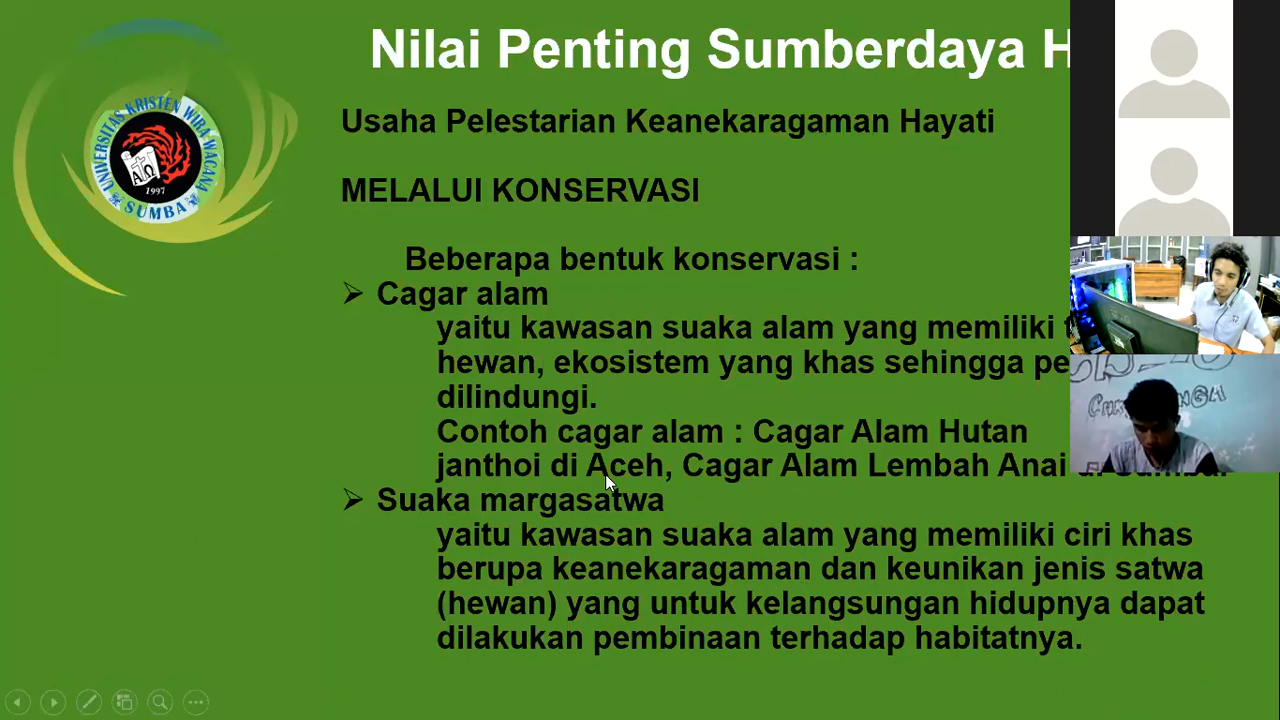 Nilai Penting Sumberdaya
Usaha Pelestarian Keanekaragaman Hayati
MELALUI KONSERVASI
Beberapa bentuk konservasi :
➢ Cagar alam
yaitu kawasan suaka alam yang memiliki
hewan, ekosistem yang khas sehingga
dilindungi.
Contoh cagar alam : Cagar Alam Hutan
janthoi di Aceh, Cagar Alam Lembah Anai di Sumbar
➢ Suaka margasatwa
yaitu kawasan suaka alam yang memiliki ciri khas
berupa keanekaragaman dan keunikan jenis satwa
(hewan) yang untuk kelangsungan hidupnya dapat
dilakukan pembinaan terhadap habitatnya.
UNIVERSITAS KRISTEN WIRA WACANA
ΑΩ
1997
SUMBA